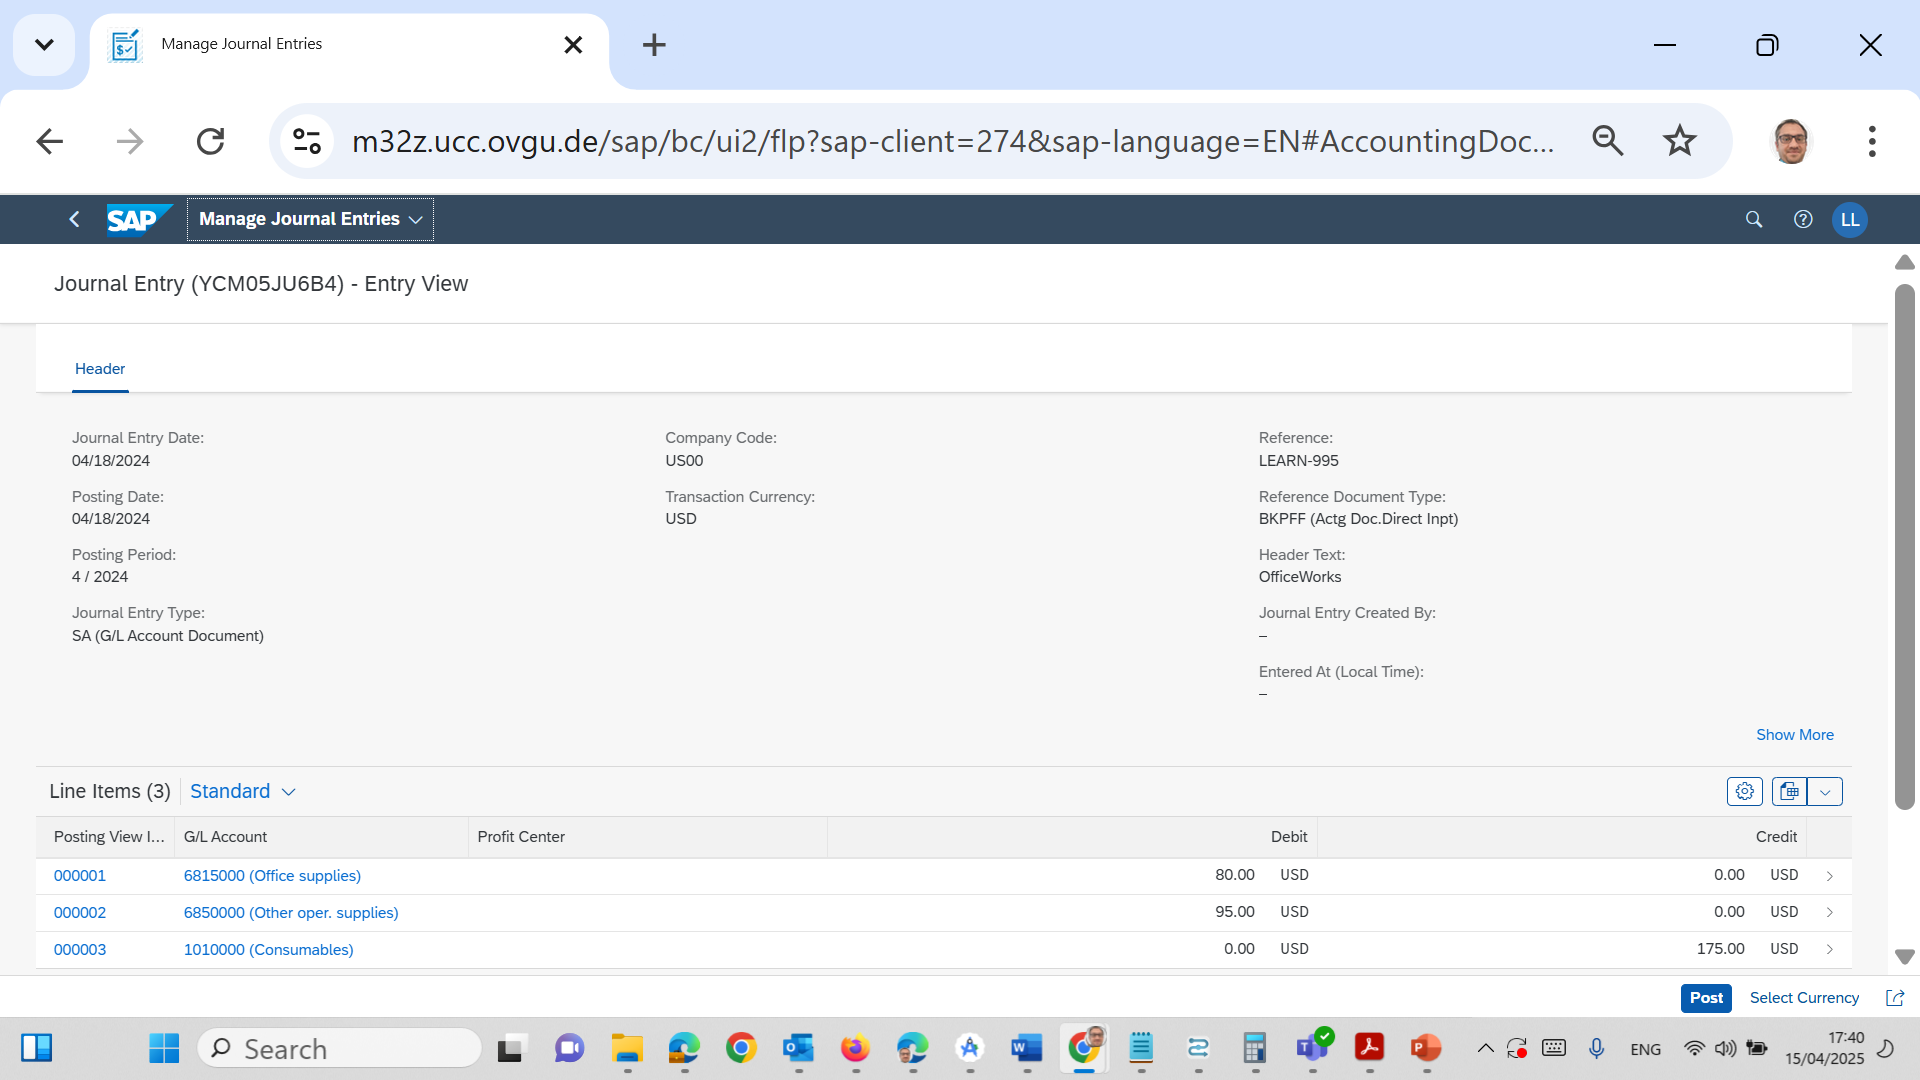 Manage Journal Entries
m32z.ucc.ovgu.de/sap/bc/ui2/flp?sap-client=274&sap-language=EN#AccountingDoc...
SAP Manage Journal Entries LL
Journal Entry (YCM05JU6B4) - Entry View
Header
Journal Entry Date:
04/18/2024
Posting Date:
04/18/2024
Posting Period:
4 / 2024
Journal Entry Type:
SA (G/L Account Document)
Company Code:
US00
Transaction Currency:
USD
Reference:
LEARN-995
Reference Document Type:
BKPFF (Actg Doc.Direct Inpt)
Header Text:
OfficeWorks
Journal Entry Created By:
–
Entered At (Local Time):
–
Show More
Line Items (3) Standard
Posting View I... G/L Account Profit Center Debit Credit
000001 6815000 (Office supplies) 80.00 USD 0.00 USD
000002 6850000 (Other oper. supplies) 95.00 USD 0.00 USD
000003 1010000 (Consumables) 0.00 USD 175.00 USD
Post Select Currency
Search
ENG
17:40
15/04/2025